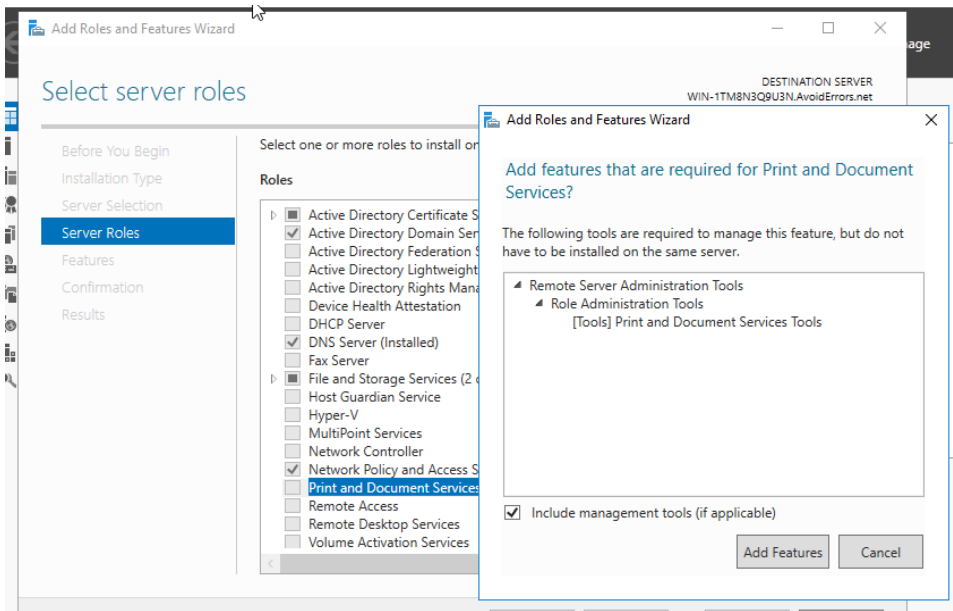 Add Roles and Features Wizard
age
Select server roles
DESTINATION SERVER
WIN-1TM8N3Q9U3N.AvoidErrors.net
Before You Begin
Installation Type
Server Selection
Server Roles
Features
Confirmation
Results
Select one or more roles to install on
Roles
Active Directory Certificate S
Active Directory Domain Ser
Active Directory Federation S
Active Directory Lightweight
Active Directory Rights Mana
Device Health Attestation
DHCP Server
DNS Server (Installed)
Fax Server
File and Storage Services (2
Host Guardian Service
Hyper-V
MultiPoint Services
Network Controller
Network Policy and Access S
Print and Document Services
Remote Access
Remote Desktop Services
Volume Activation Services
Add Roles and Features Wizard
Add features that are required for Print and Document
Services?
The following tools are required to manage this feature, but do not
have to be installed on the same server.
Remote Server Administration Tools
Role Administration Tools
[Tools] Print and Document Services Tools
Include management tools (if applicable)
Add Features
Cancel